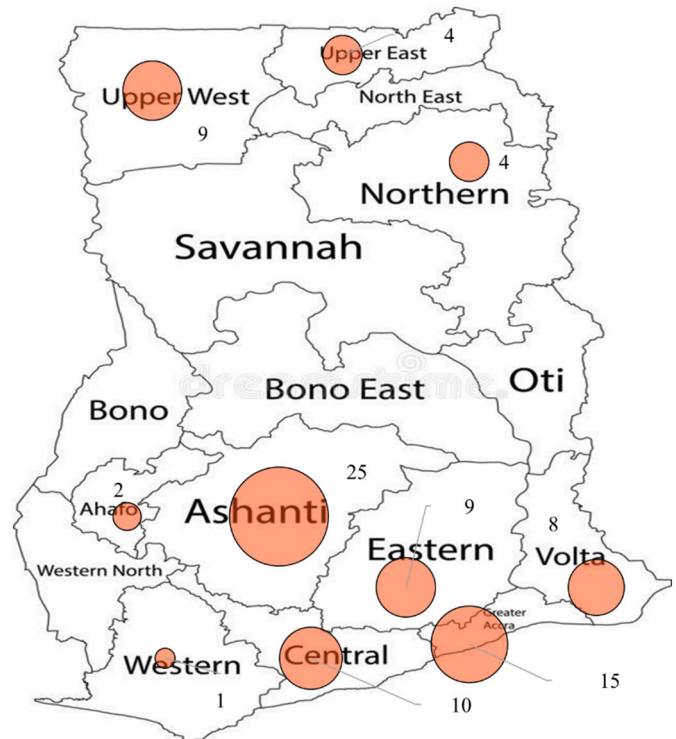 4
Upper East
Upper West
North East
9
4
Northern
Savannah
dreamstime.
Oti
Bono East
Bono
25
2
Ahafo
Ashanti
9
8
Eastern
Volta
Western North
Greater
Accra
Central
Western
15
1
10